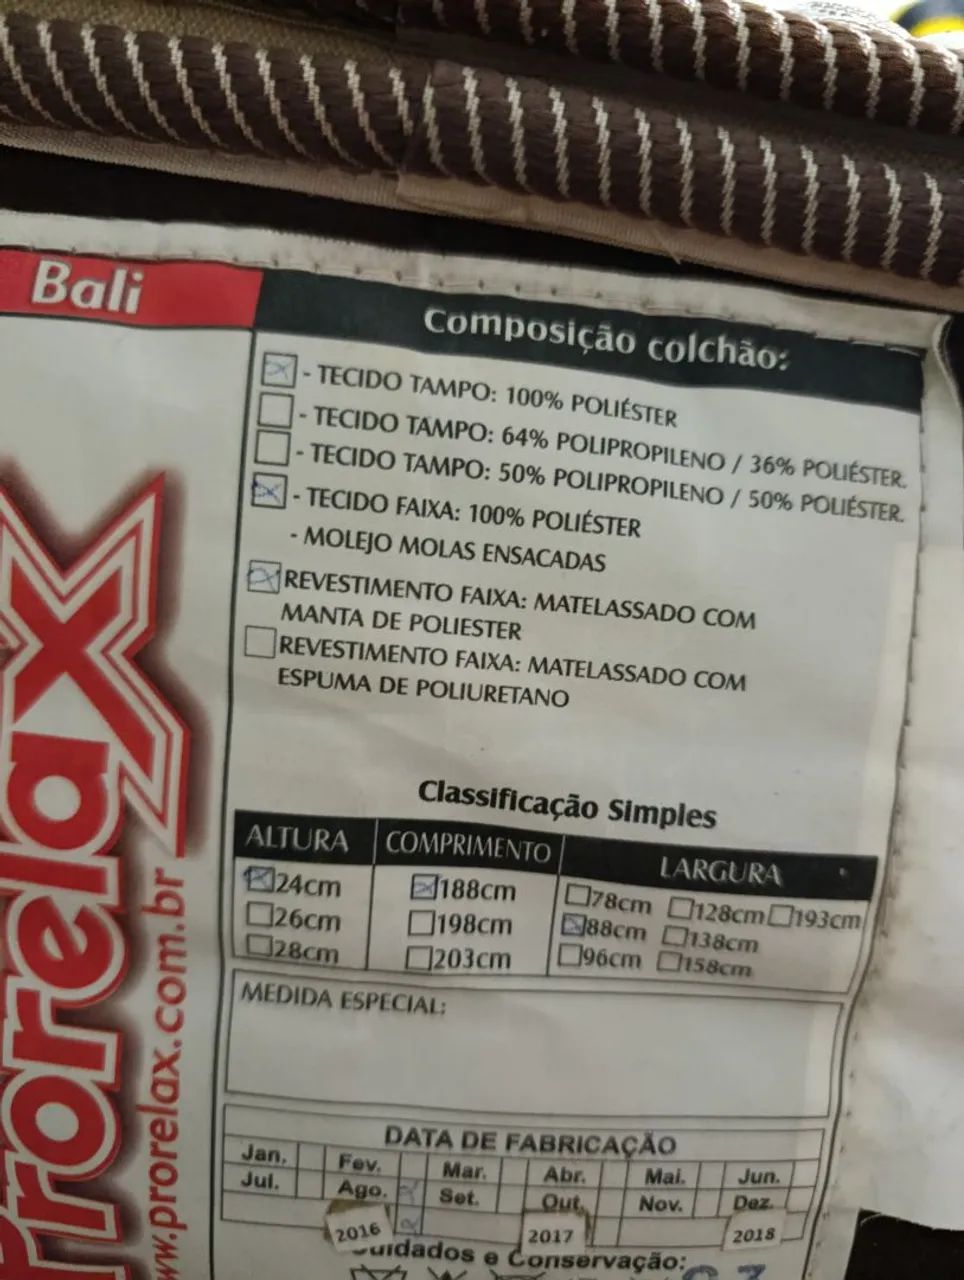 Bali
Composição colchão:
- TECIDO TAMPO: 100% POLIÉSTER
- TECIDO TAMPO: 64% POLIPROPILENO / 36% POLIÉSTER.
- TECIDO TAMPO: 50% POLIPROPILENO / 50% POLIÉSTER.
- TECIDO FAIXA: 100% POLIÉSTER
- MOLEJO MOLAS ENSACADAS
REVESTIMENTO FAIXA: MATELASSADO COM
MANTA DE POLIESTER
REVESTIMENTO FAIXA: MATELASSADO COM
ESPUMA DE POLIURETANO
Prorelax
www.prorelax.com.br
Classificação Simples
ALTURA COMPRIMENTO LARGURA
24cm 188cm 78cm 128cm 193cm
26cm 198cm 88cm 138cm
28cm 203cm 96cm 158cm
MEDIDA ESPECIAL:
DATA DE FABRICAÇÃO
Jan. Fev. Mar. Abr. Mai. Jun.
Jul. Ago. Set. Out. Nov. Dez.
2016 2017 2018
Cuidados e Conservação: